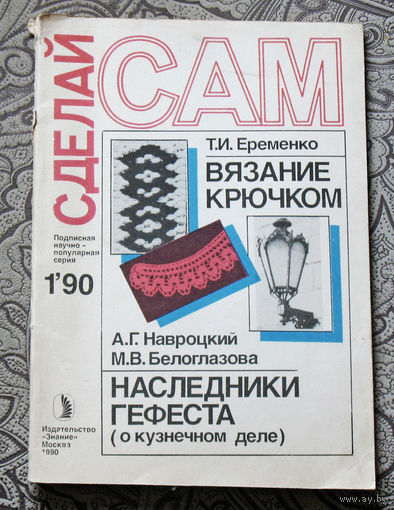 СДЕЛАЙ
САМ
Т.И. Еременко
ВЯЗАНИЕ
КРЮЧКОМ
Подписная
научно-
популярная
серия
1'90
А.Г. Навроцкий
М.В. Белоглазова
НАСЛЕДНИКИ
ГЕФЕСТА
(о кузнечном деле)
Издательство
«Знание»
Москва
1990
www.ay.by